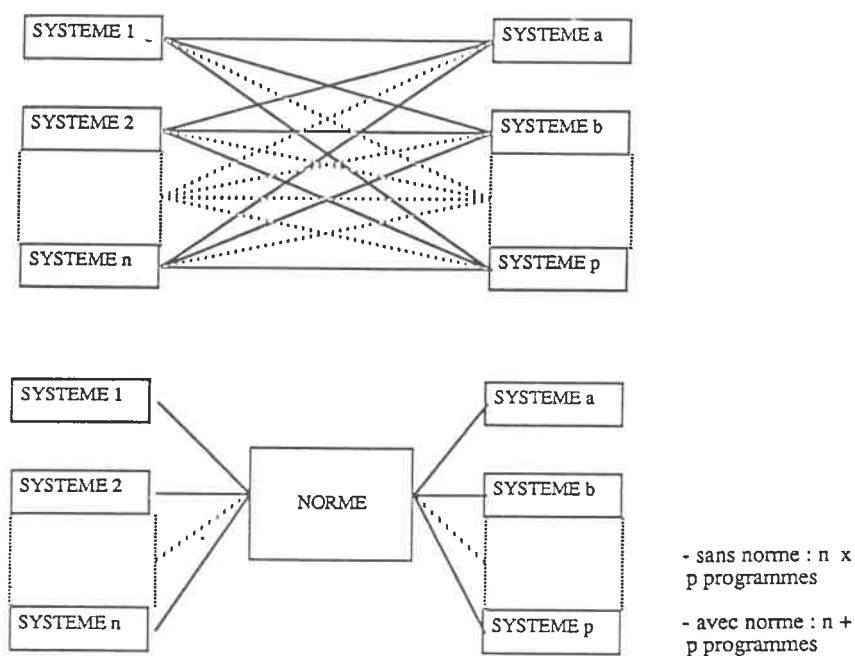 SYSTEME 1
SYSTEME a
SYSTEME 2
SYSTEME b
SYSTEME n
SYSTEME p
SYSTEME 1
SYSTEME a
SYSTEME 2
NORME
SYSTEME b
SYSTEME n
SYSTEME p
- sans norme : n x
p programmes
- avec norme : n +
p programmes